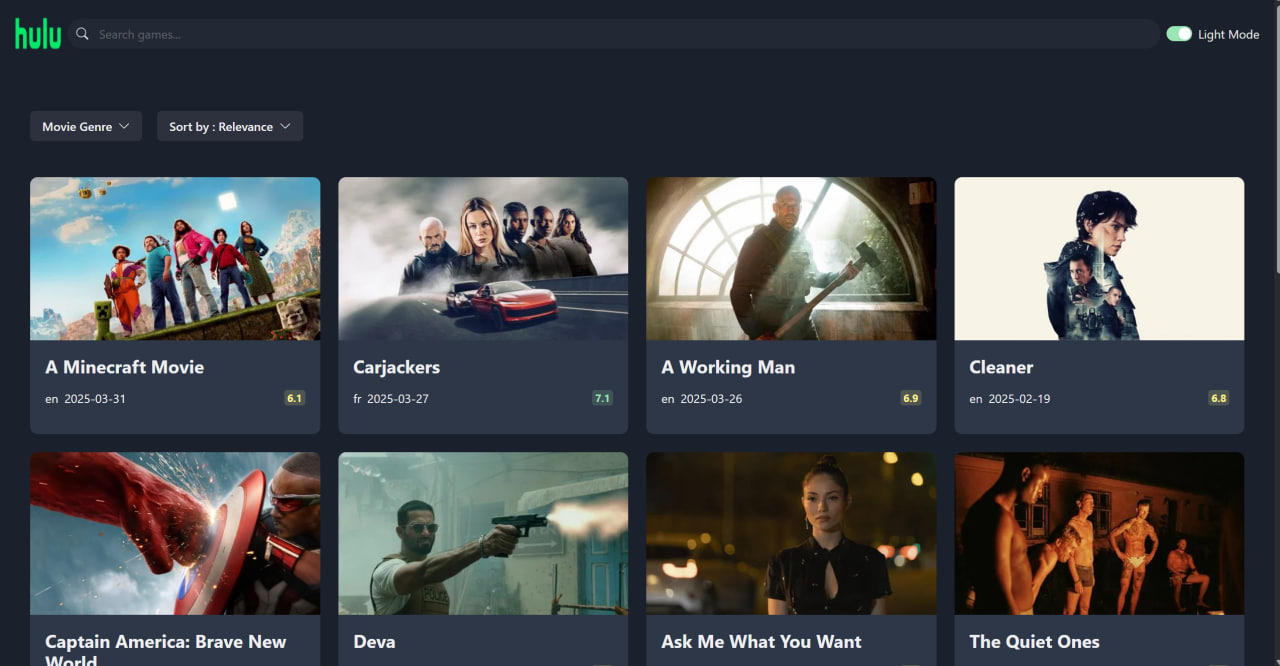 hulu
Search games...
Light Mode
Movie Genre
Sort by : Relevance
A Minecraft Movie
en 2025-03-31
6.1
Carjackers
fr 2025-03-27
7.1
A Working Man
en 2025-03-26
6.9
Cleaner
en 2025-02-19
6.8
POLICE
Captain America: Brave New
World
Deva
Ask Me What You Want
The Quiet Ones